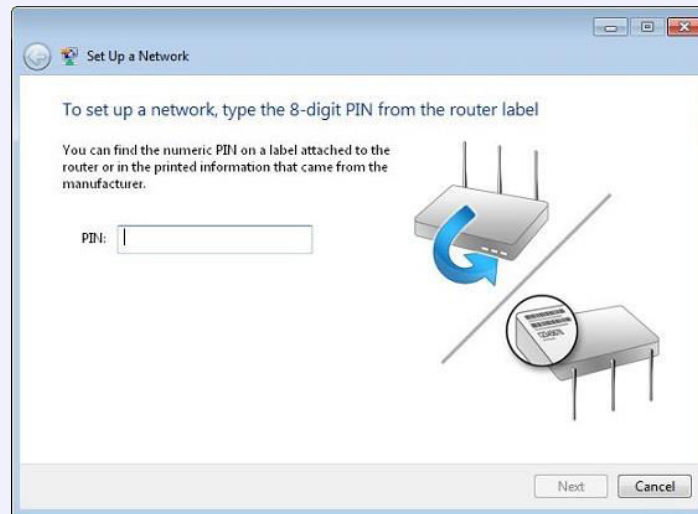 Set Up a Network
To set up a network, type the 8-digit PIN from the router label
You can find the numeric PIN on a label attached to the
router or in the printed information that came from the
manufacturer.
PIN:
12345670
Next
Cancel